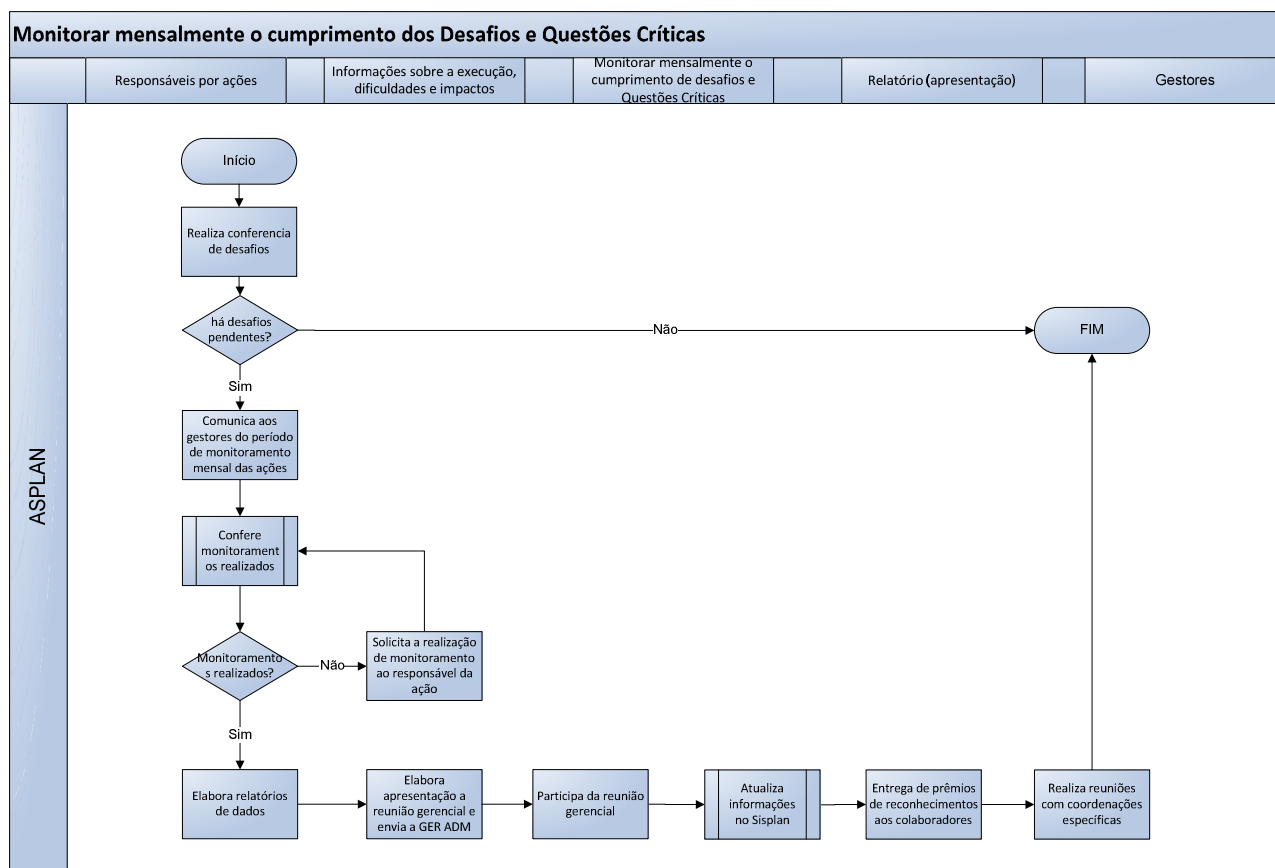 Monitorar mensalmente o cumprimento dos Desafios e Questões Críticas
Responsáveis por ações
Informações sobre a execução,
dificuldades e impactos
Monitorar mensalmente o
cumprimento de desafios e
Questões Críticas
Relatório (apresentação)
Gestores
ASPLAN
Início
Realiza conferencia
de desafios
há desafios
pendentes?
Não
FIM
Sim
Comunica aos
gestores do período
de monitoramento
mensal das ações
Confere
monitorament
os realizados
Monitoramento
s realizados?
Não
Solicita a realização
de monitoramento
ao responsável da
ação
Sim
Elabora relatórios
de dados
Elabora
apresentação a
reunião gerencial e
envia a GER ADM
Participa da reunião
gerencial
Atualiza
informações
no Sisplan
Entrega de prêmios
de reconhecimentos
aos colaboradores
Realiza reuniões
com coordenações
específicas